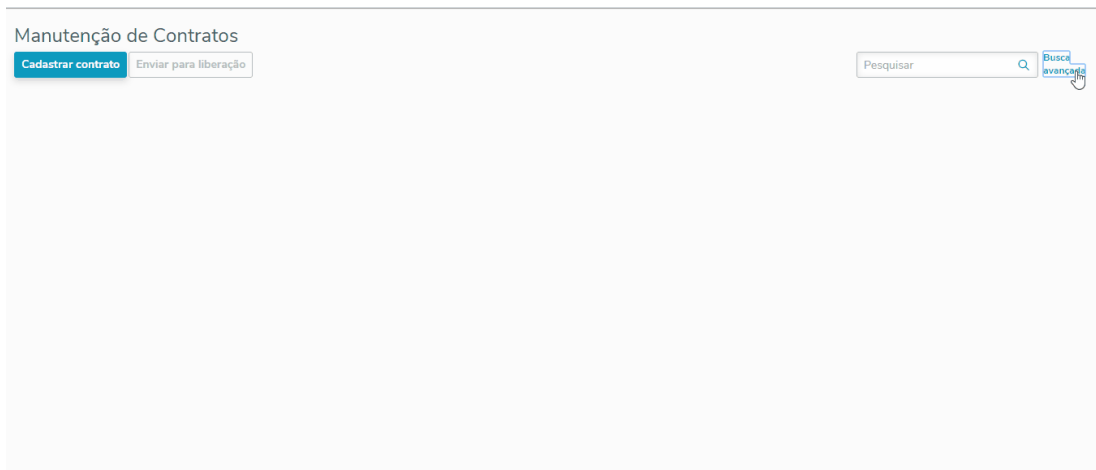 Manutenção de Contratos
Cadastrar contrato Enviar para liberação Pesquisar Busca
avançada